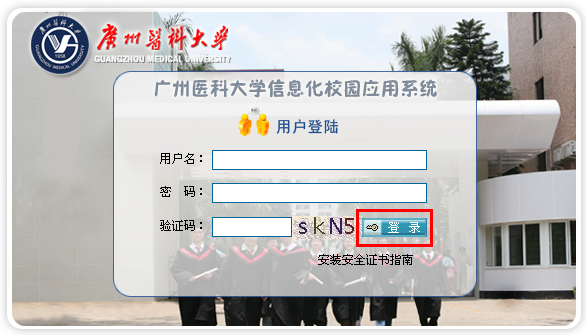 廣州醫科大學
GUANGZHOU MEDICAL UNIVERSITY
1958
广州医科大学信息化校园应用系统
用户登陆
用户名：
密　码：
验证码：
skN5
登 录
安装安全证书指南